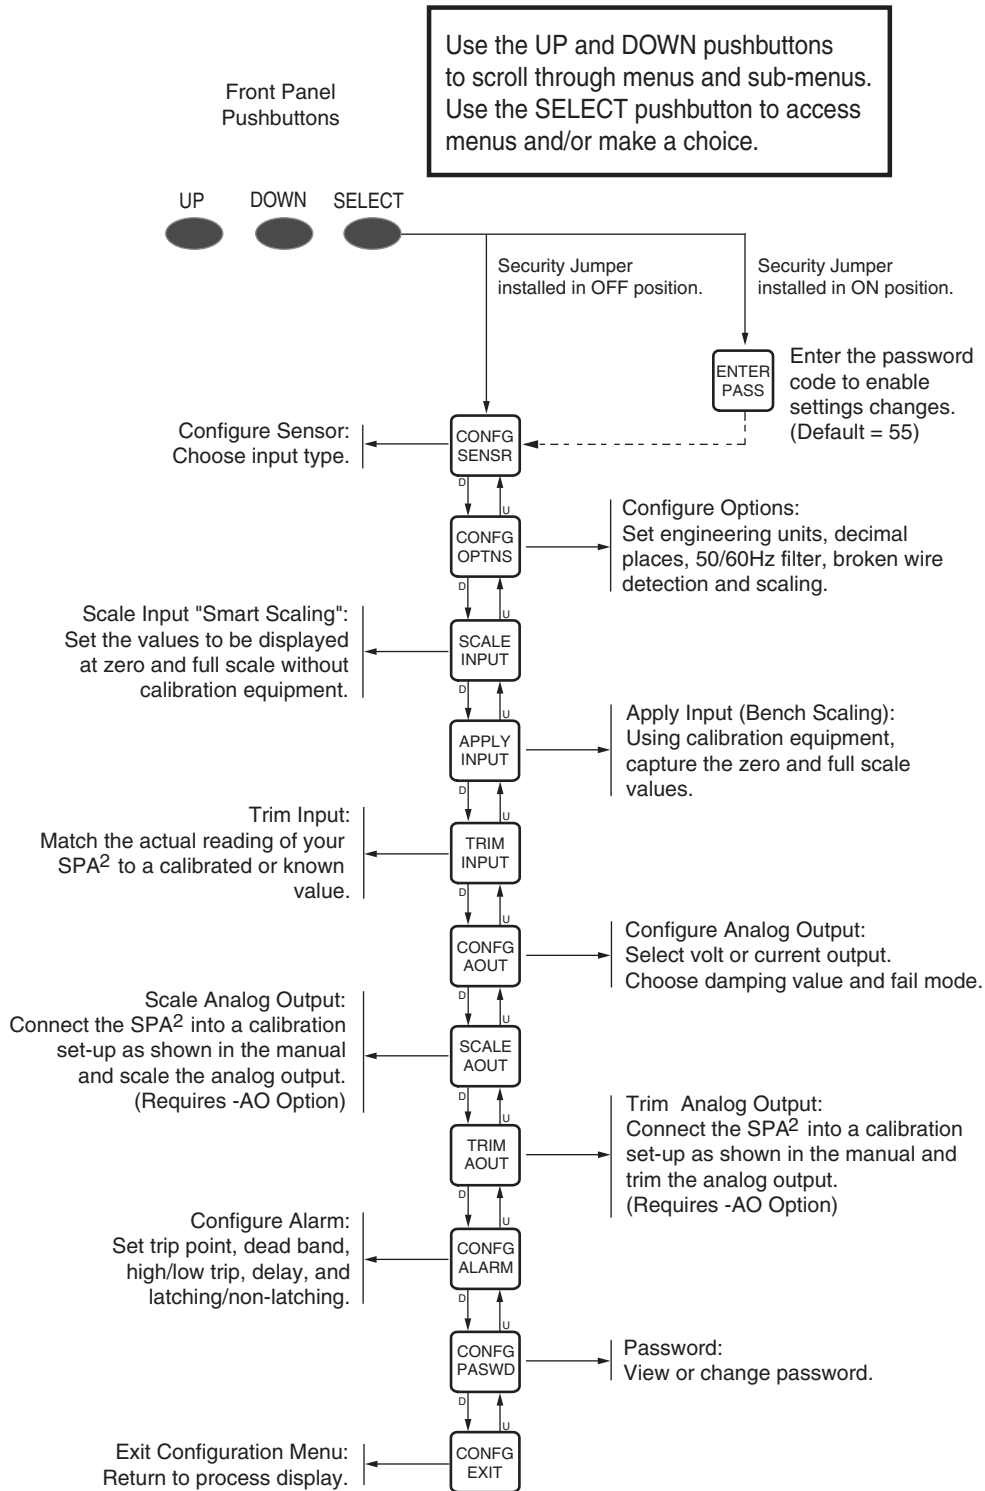 Use the UP and DOWN pushbuttons
to scroll through menus and sub-menus.
Use the SELECT pushbutton to access
menus and/or make a choice.
Front Panel
Pushbuttons
UP
DOWN
SELECT
Security Jumper
installed in OFF position.
Security Jumper
installed in ON position.
ENTER
PASS
Enter the password
code to enable
settings changes.
(Default = 55)
Configure Sensor:
Choose input type.
CONFG
SENSR
D
U
CONFG
OPTNS
Configure Options:
Set engineering units, decimal
places, 50/60Hz filter, broken wire
detection and scaling.
D
U
Scale Input "Smart Scaling":
Set the values to be displayed
at zero and full scale without
calibration equipment.
SCALE
INPUT
D
U
APPLY
INPUT
Apply Input (Bench Scaling):
Using calibration equipment,
capture the zero and full scale
values.
D
U
Trim Input:
Match the actual reading of your
SPA2 to a calibrated or known
value.
TRIM
INPUT
D
U
CONFG
AOUT
Configure Analog Output:
Select volt or current output.
Choose damping value and fail mode.
D
U
Scale Analog Output:
Connect the SPA2 into a calibration
set-up as shown in the manual
and scale the analog output.
(Requires -AO Option)
SCALE
AOUT
D
U
TRIM
AOUT
Trim Analog Output:
Connect the SPA2 into a calibration
set-up as shown in the manual and
trim the analog output.
(Requires -AO Option)
D
U
Configure Alarm:
Set trip point, dead band,
high/low trip, delay, and
latching/non-latching.
CONFG
ALARM
D
U
CONFG
PASWD
Password:
View or change password.
D
U
Exit Configuration Menu:
Return to process display.
CONFG
EXIT